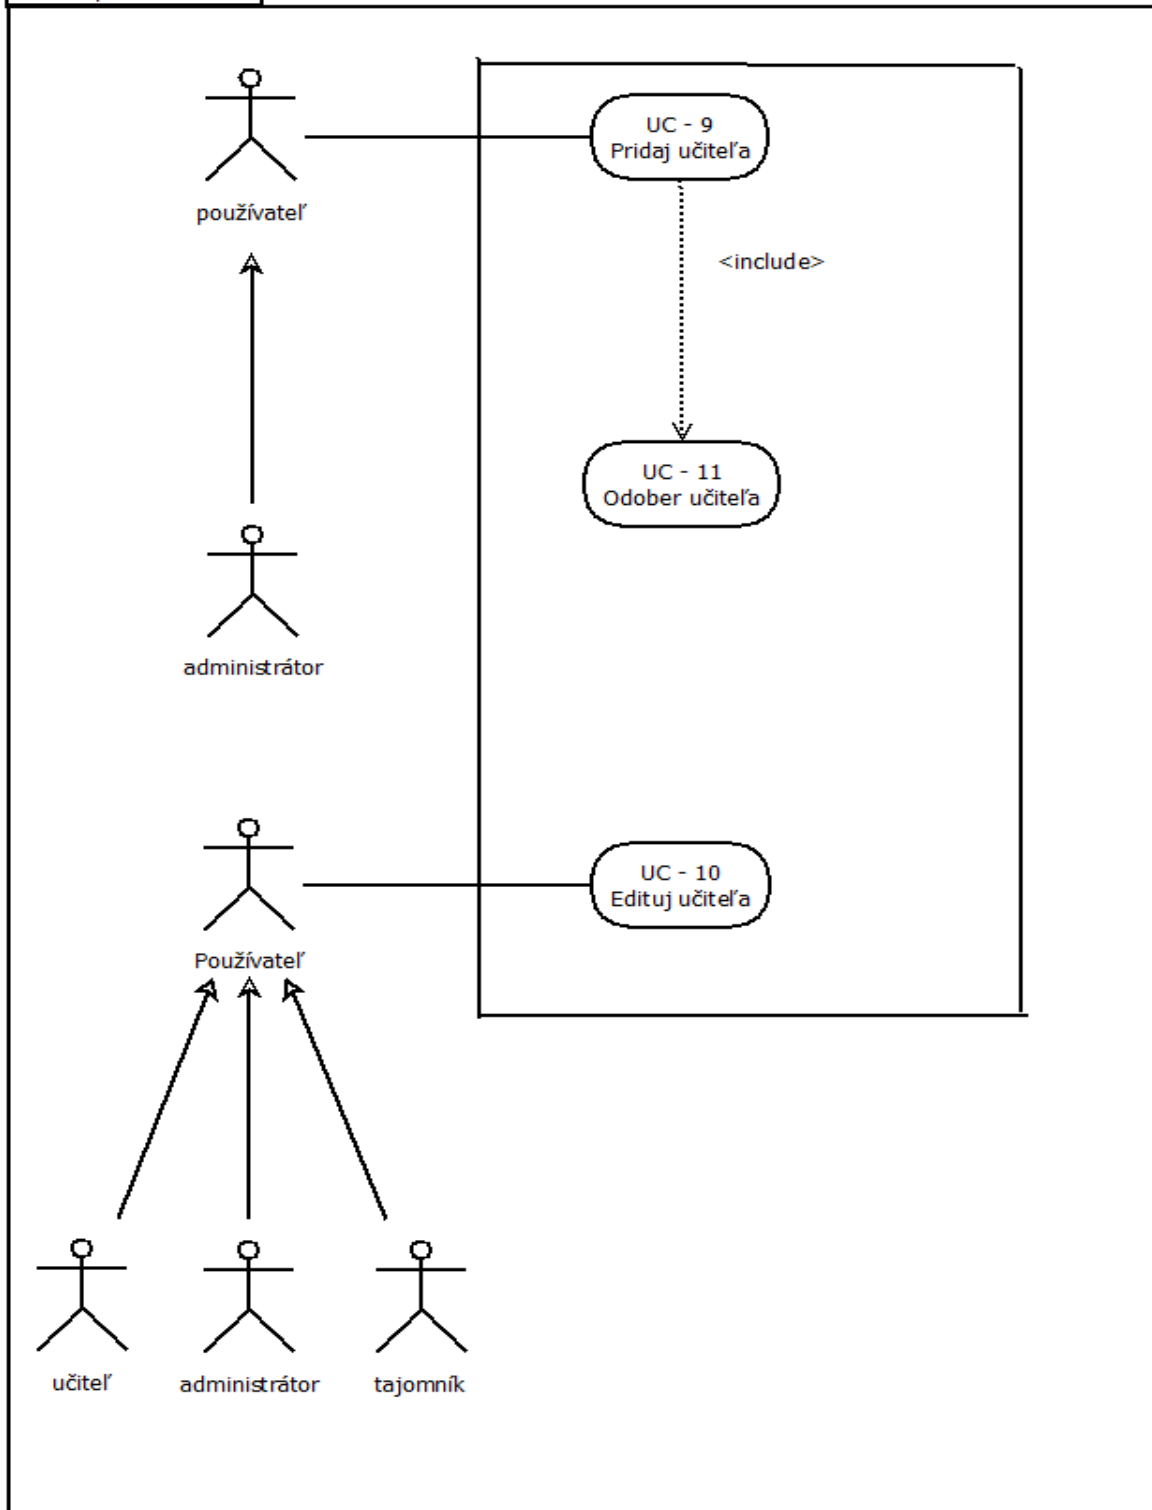 UC - 9
Pridaj učiteľa
používateľ
<include>
UC - 11
Odober učiteľa
administrátor
UC - 10
Edituj učiteľa
Používateľ
učiteľ
administrátor
tajomník